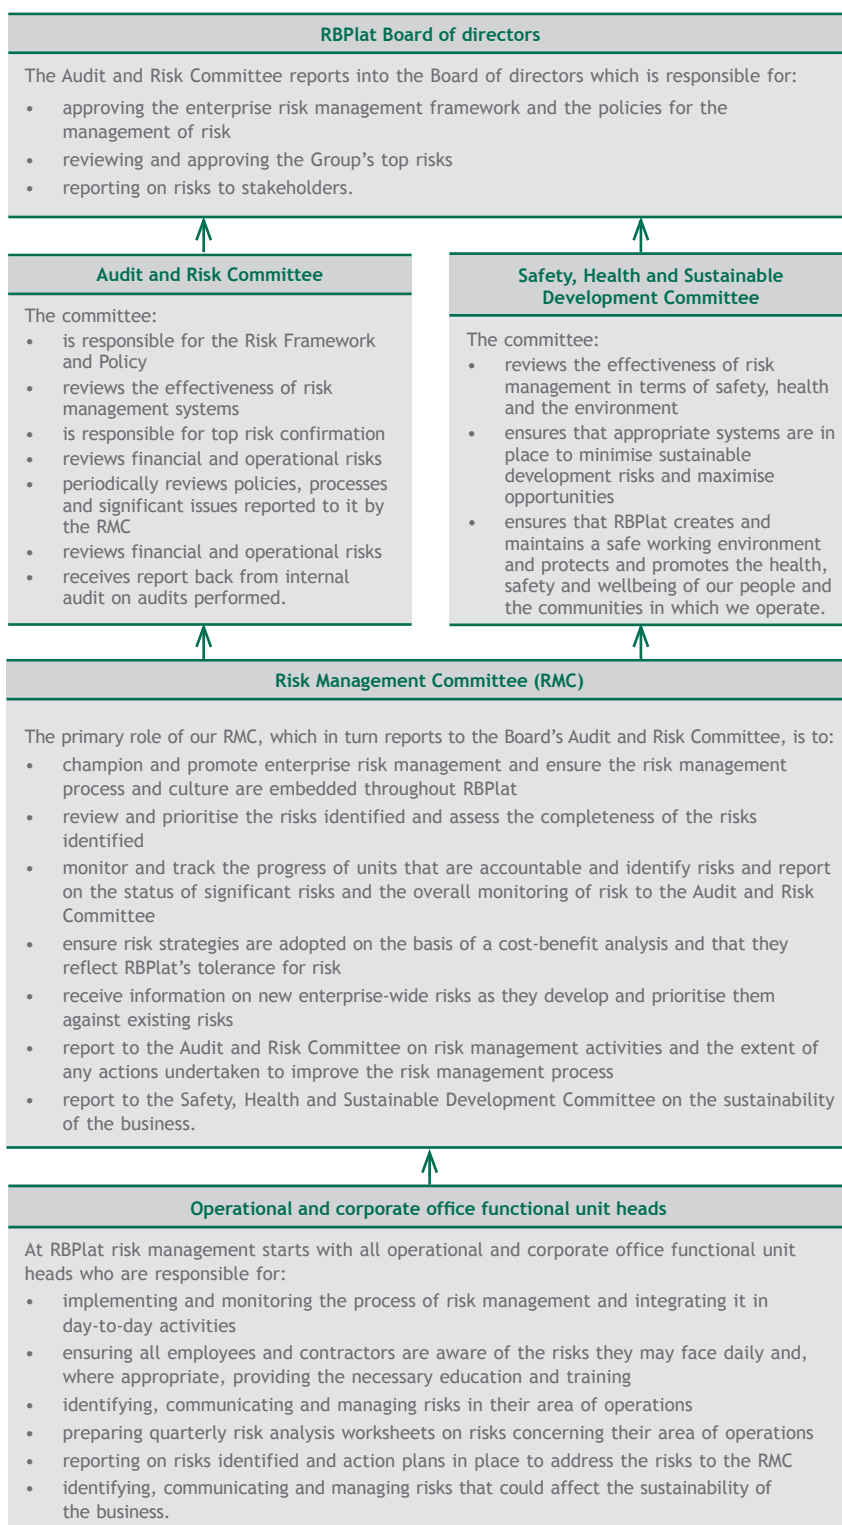 RBPlat Board of directors
The Audit and Risk Committee reports into the Board of directors which is responsible for:
• approving the enterprise risk management framework and the policies for the
management of risk
• reviewing and approving the Group's top risks
• reporting on risks to stakeholders.
Audit and Risk Committee
The committee:
• is responsible for the Risk Framework
and Policy
• reviews the effectiveness of risk
management systems
• is responsible for top risk confirmation
• reviews financial and operational risks
• periodically reviews policies, processes
and significant issues reported to it by
the RMC
• reviews financial and operational risks
• receives report back from internal
audit on audits performed.
Safety, Health and Sustainable
Development Committee
The committee:
• reviews the effectiveness of risk
management in terms of safety, health
and the environment
• ensures that appropriate systems are in
place to minimise sustainable
development risks and maximise
opportunities
• ensures that RBPlat creates and
maintains a safe working environment
and protects and promotes the health,
safety and wellbeing of our people and
the communities in which we operate.
Risk Management Committee (RMC)
The primary role of our RMC, which in turn reports to the Board's Audit and Risk Committee, is to:
• champion and promote enterprise risk management and ensure the risk management
process and culture are embedded throughout RBPlat
• review and prioritise the risks identified and assess the completeness of the risks
identified
• monitor and track the progress of units that are accountable and identify risks and report
on the status of significant risks and the overall monitoring of risk to the Audit and Risk
Committee
• ensure risk strategies are adopted on the basis of a cost-benefit analysis and that they
reflect RBPlat's tolerance for risk
• receive information on new enterprise-wide risks as they develop and prioritise them
against existing risks
• report to the Audit and Risk Committee on risk management activities and the extent of
any actions undertaken to improve the risk management process
• report to the Safety, Health and Sustainable Development Committee on the sustainability
of the business.
Operational and corporate office functional unit heads
At RBPlat risk management starts with all operational and corporate office functional unit
heads who are responsible for:
• implementing and monitoring the process of risk management and integrating it in
day-to-day activities
• ensuring all employees and contractors are aware of the risks they may face daily and,
where appropriate, providing the necessary education and training
• identifying, communicating and managing risks in their area of operations
• preparing quarterly risk analysis worksheets on risks concerning their area of operations
• reporting on risks identified and action plans in place to address the risks to the RMC
• identifying, communicating and managing risks that could affect the sustainability of
the business.